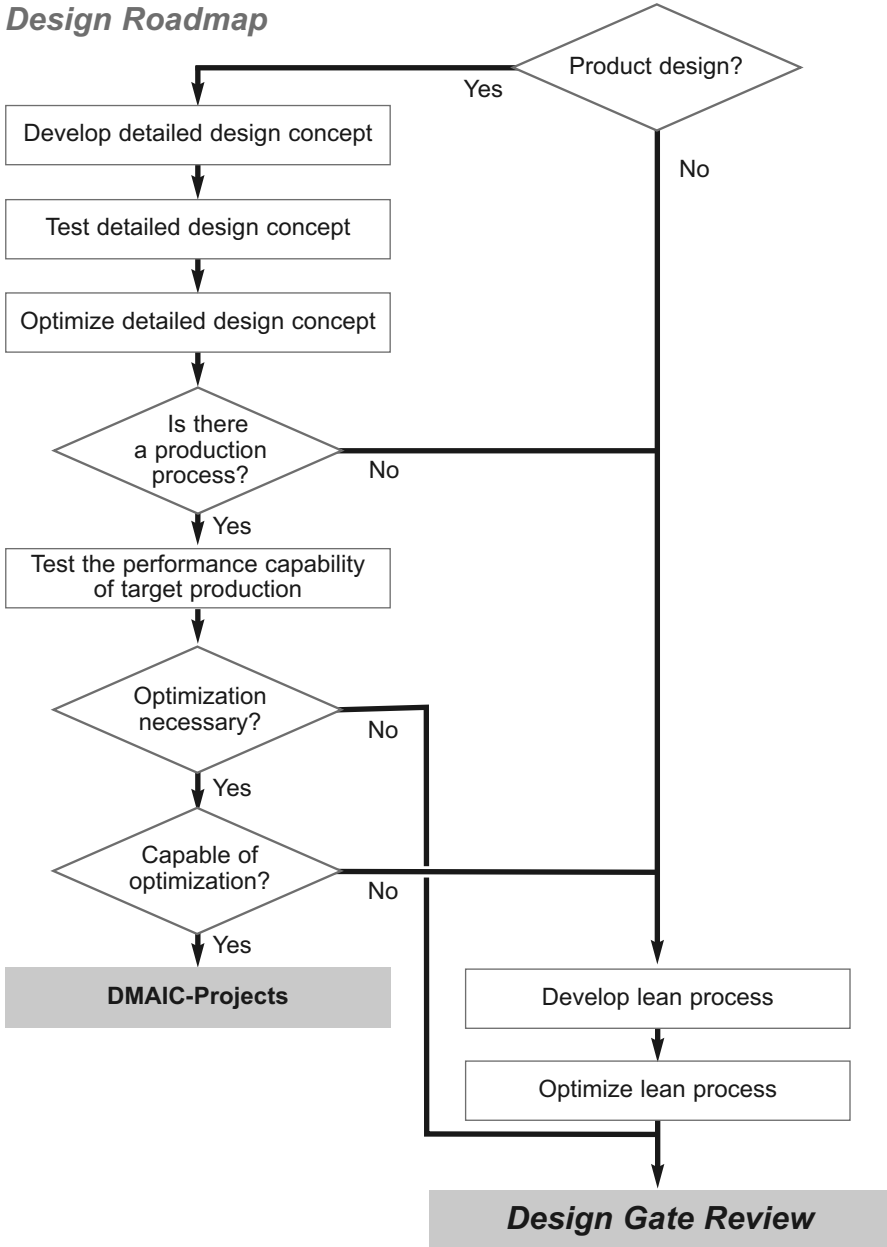 Design Roadmap
Product design?
Yes
No
Develop detailed design concept
Test detailed design concept
Optimize detailed design concept
Is there
a production
process?
No
Yes
Test the performance capability
of target production
Optimization
necessary?
No
Yes
Capable of
optimization?
No
Yes
DMAIC-Projects
Develop lean process
Optimize lean process
Design Gate Review